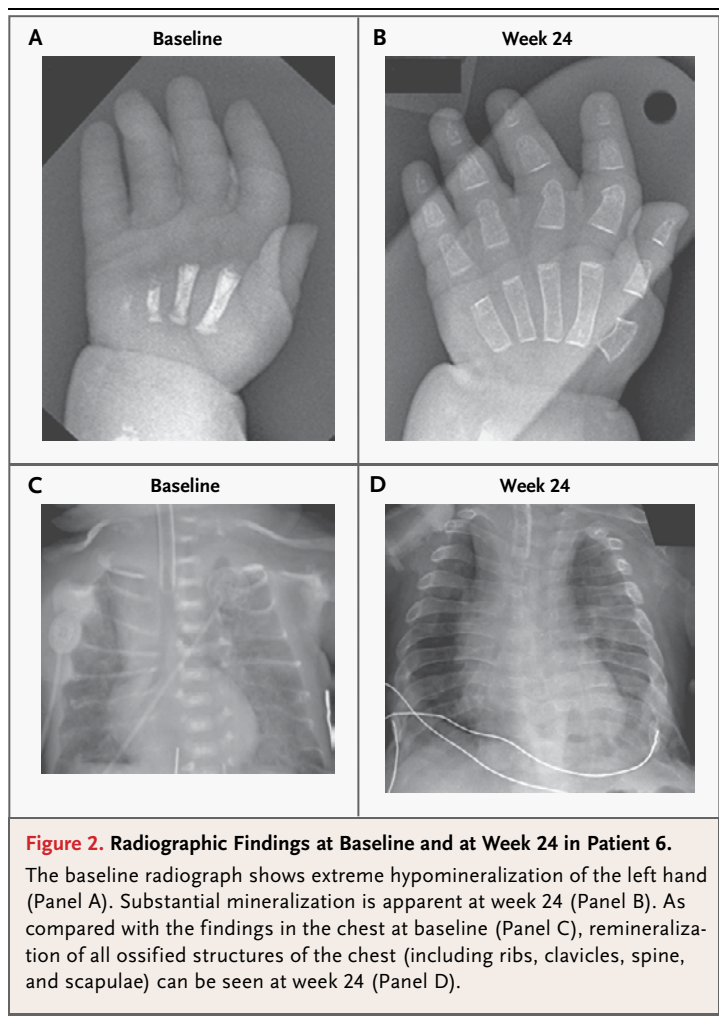 A
Baseline
B
Week 24
C
Baseline
D
Week 24
Figure 2. Radiographic Findings at Baseline and at Week 24 in Patient 6.
The baseline radiograph shows extreme hypomineralization of the left hand
(Panel A). Substantial mineralization is apparent at week 24 (Panel B). As
compared with the findings in the chest at baseline (Panel C), remineraliza-
tion of all ossified structures of the chest (including ribs, clavicles, spine,
and scapulae) can be seen at week 24 (Panel D).